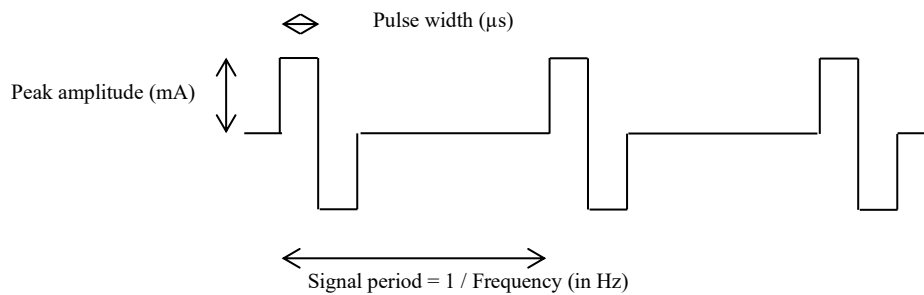 Pulse width (µs)
Peak amplitude (mA)
Signal period = 1 / Frequency (in Hz)